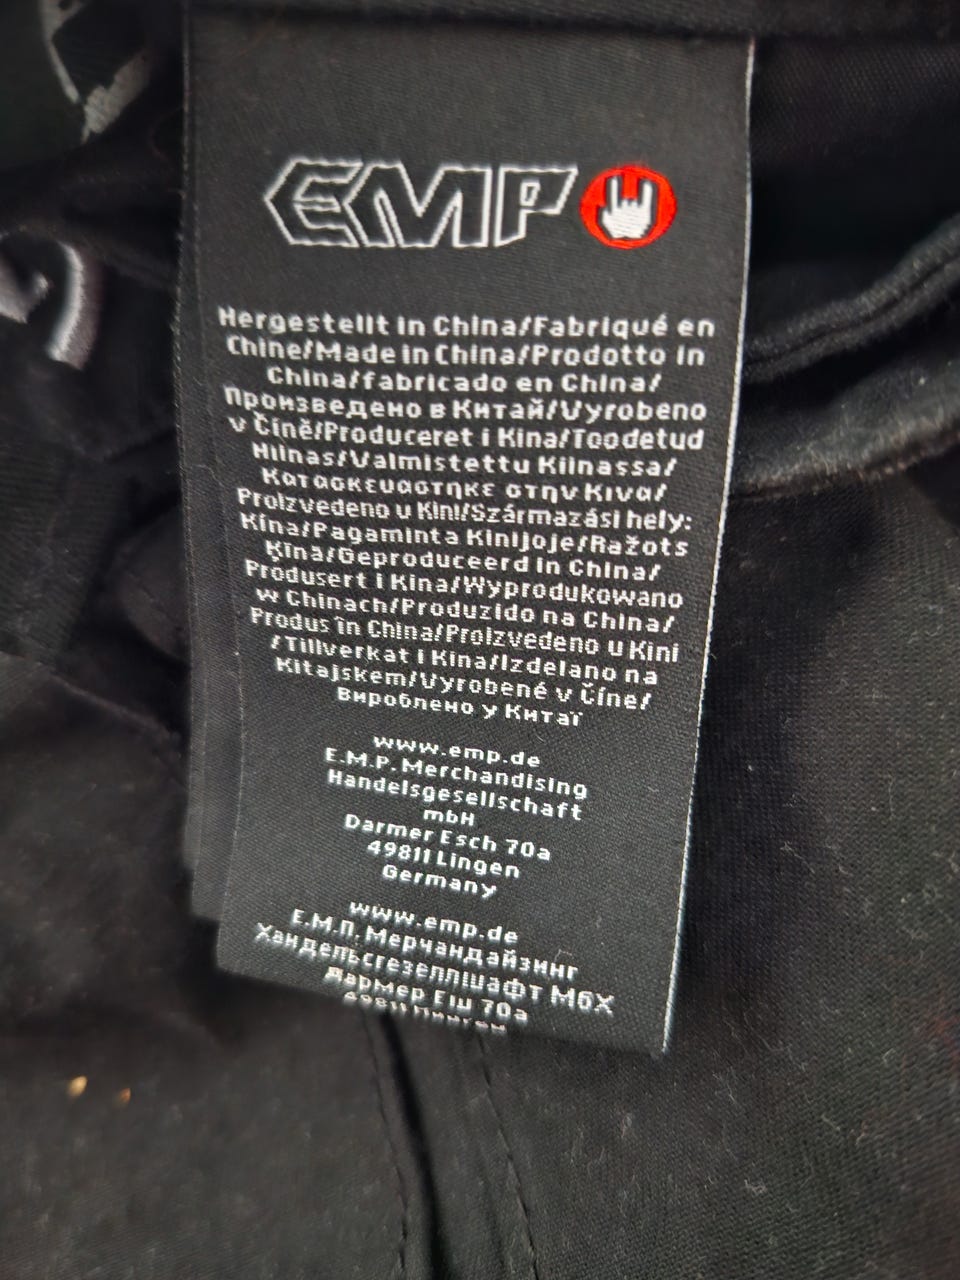 EMP
Hergestellt in China/Fabriqué en
Chine/Made in China/Prodotto in
China/fabricado en China/
Произведено в Китай/Vyrobeno
v Číně/Produceret i Kina/Toodetud
Hiinas/Valmistettu Kiinassa/
Κατασκευαστηκε στην Κινα/
Proizvedeno u Kini/Származási hely:
Kína/Pagaminta Kinijoje/Ražots
Ķīnā/Geproduceerd in China/
Produsert i Kina/Wyprodukowano
w Chinach/Produzido na China/
Produs în China/Proizvedeno u Kini
/Tillverkat i Kina/Izdelano na
Kitajskem/Vyrobené v Číne/
Вироблено у Китаї
www.emp.de
E.M.P. Merchandising
Handelsgesellschaft
mbH
Darmer Esch 70a
49811 Lingen
Germany
www.emp.de
Е.М.П. Мерчандайзинг
Хандельсгезеллшафт МбХ
Дармер Еш 70a
49811 Линген